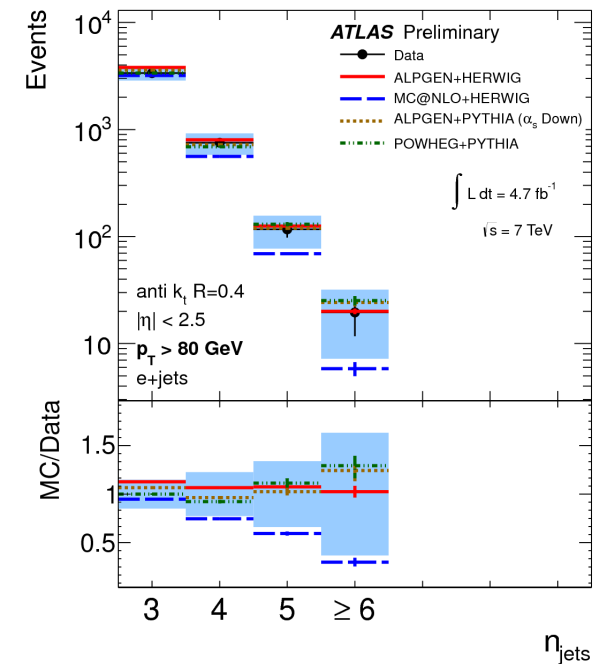 Events
10⁴
10³
10²
10
ATLAS Preliminary
Data
ALPGEN+HERWIG
MC@NLO+HERWIG
ALPGEN+PYTHIA (αs Down)
POWHEG+PYTHIA
∫ L dt = 4.7 fb⁻¹
√s = 7 TeV
anti kt R=0.4
|η| < 2.5
pT > 80 GeV
e+jets
MC/Data
1.5
1
0.5
3 4 5 ≥ 6
njets